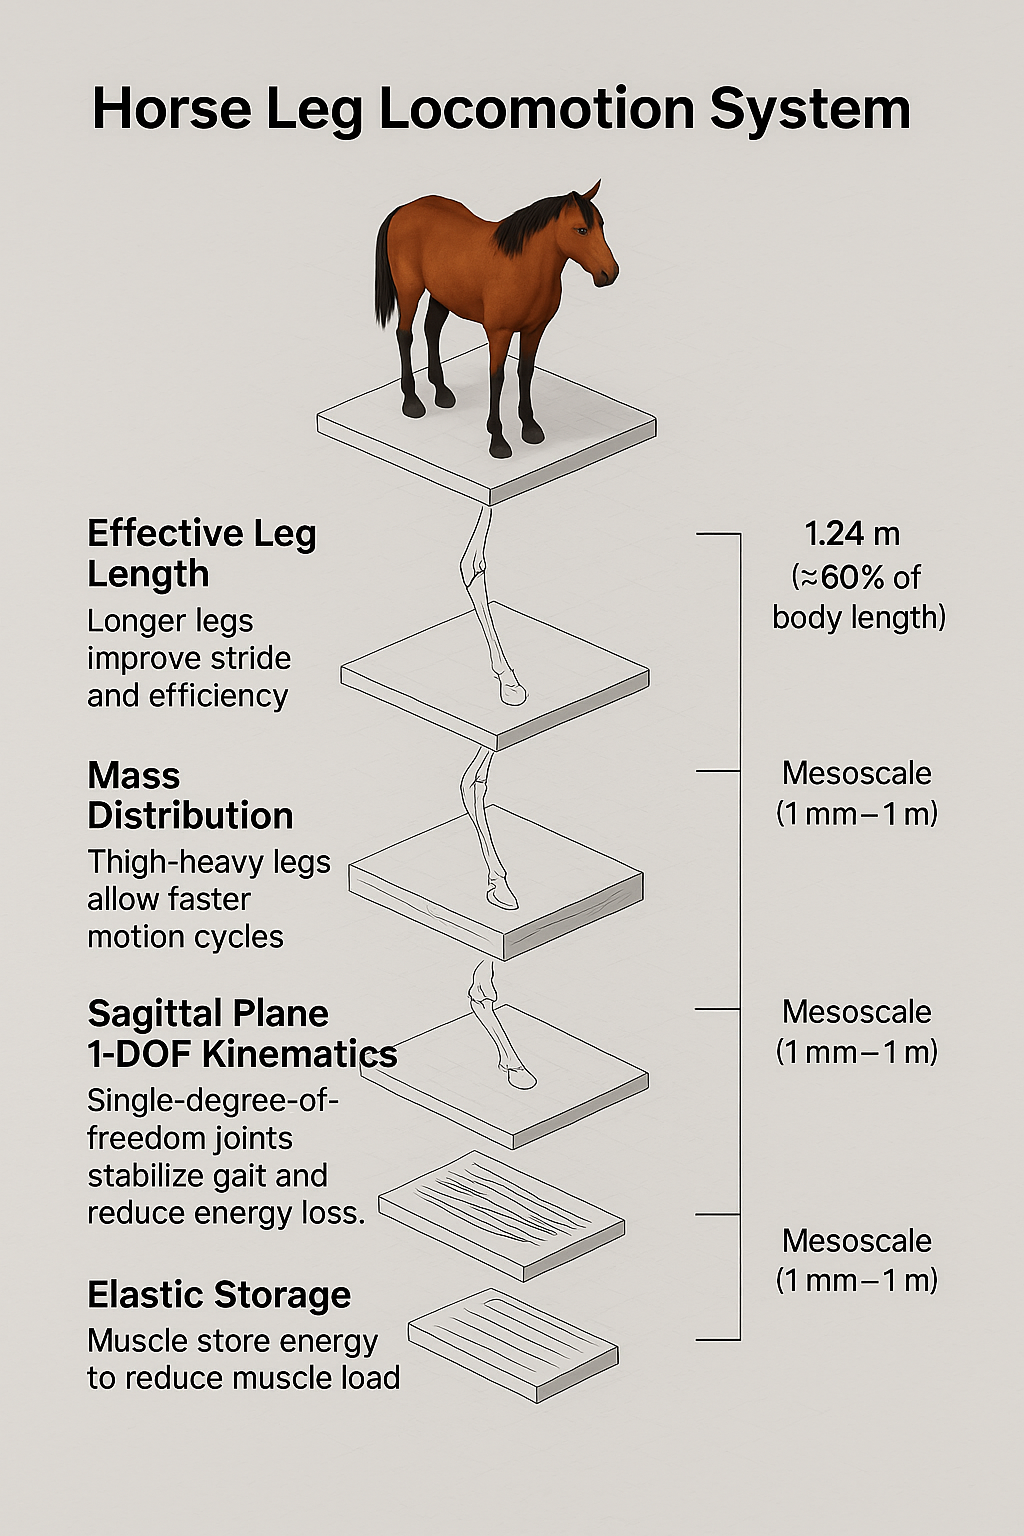 Horse Leg Locomotion System
Effective Leg
Length
Longer legs
improve stride
and efficiency
1.24 m
(≈60% of
body length)
Mass
Distribution
Thigh-heavy legs
allow faster
motion cycles
Mesoscale
(1 mm–1 m)
Sagittal Plane
1-DOF Kinematics
Single-degree-of-
freedom joints
stabilize gait and
reduce energy loss.
Mesoscale
(1 mm–1 m)
Elastic Storage
Muscle store energy
to reduce muscle load
Mesoscale
(1 mm–1 m)